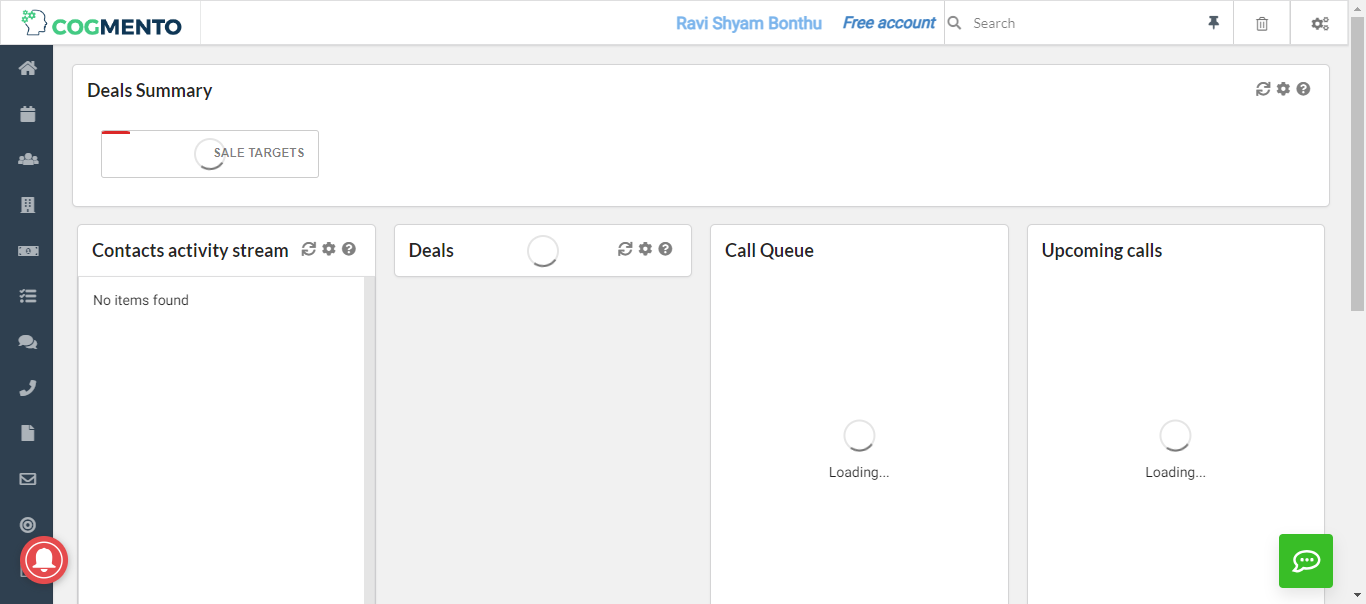 COGMENTO
Ravi Shyam Bonthu Free account Search
Deals Summary
SALE TARGETS
Contacts activity stream
No items found
Deals
Call Queue
Loading...
Upcoming calls
Loading...